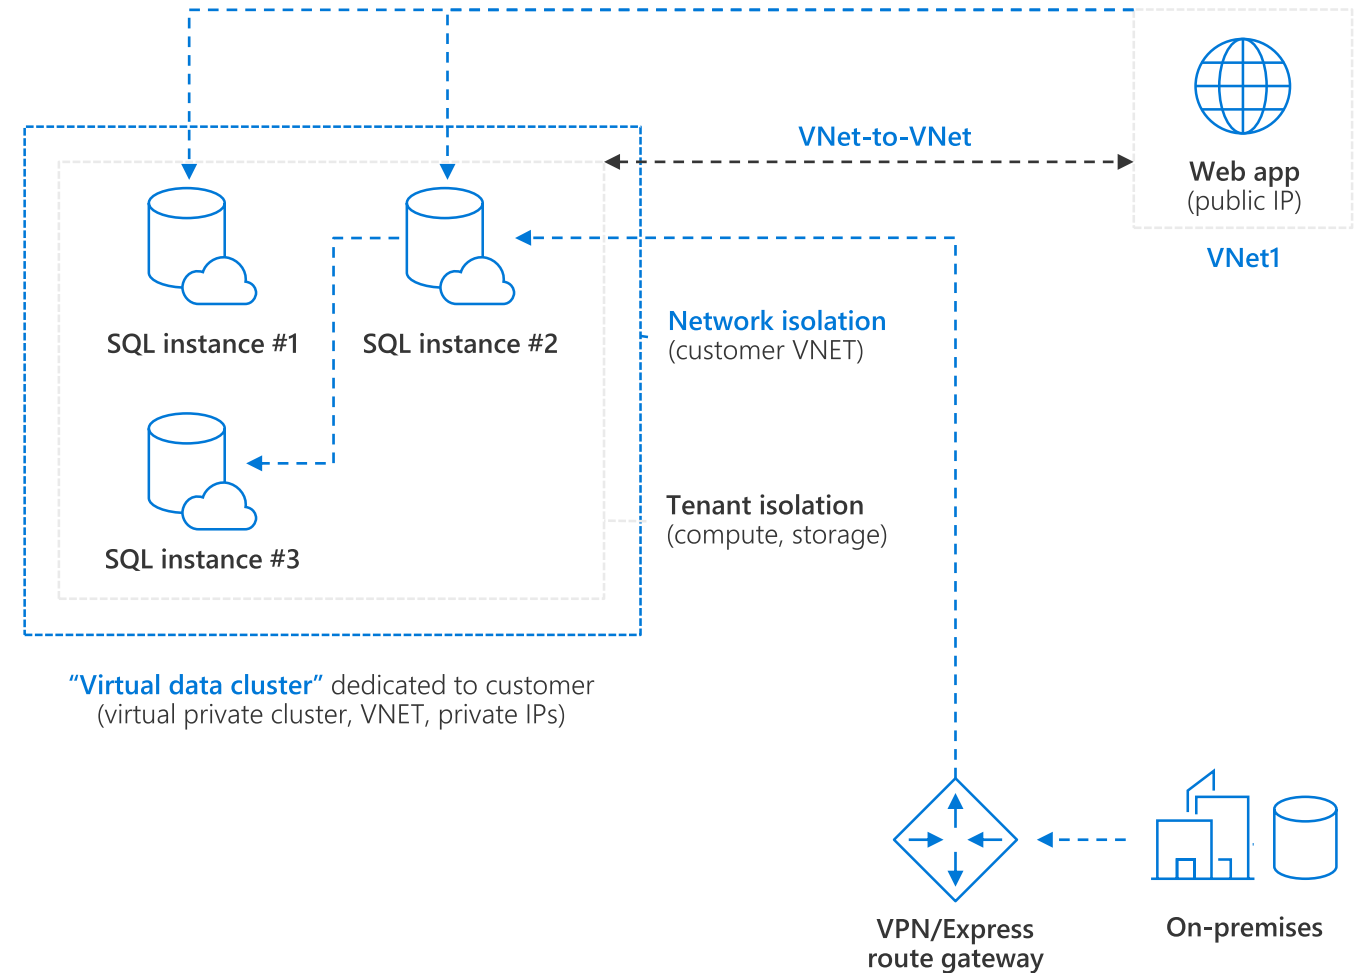 VNet-to-VNet
Web app
(public IP)
VNet1
SQL instance #1
SQL instance #2
Network isolation
(customer VNET)
SQL instance #3
Tenant isolation
(compute, storage)
“Virtual data cluster” dedicated to customer
(virtual private cluster, VNET, private IPs)
VPN/Express
route gateway
On-premises